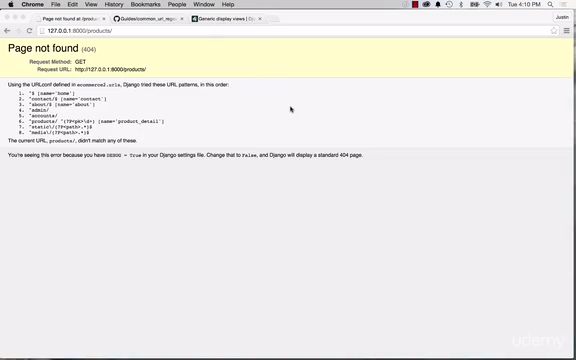 Chrome File Edit View History Bookmarks People Window Help Tue 4:10 PM
Page not found at /produc Guides/common_url_regex Generic display views | Dj Justin
127.0.0.1:8000/products/
Page not found (404)
Request Method: GET
Request URL: http://127.0.0.1:8000/products/
Using the URLconf defined in ecommerce2.urls, Django tried these URL patterns, in this order:
1. ^$ [name='home']
2. ^contact/$ [name='contact']
3. ^about/$ [name='about']
4. ^admin/
5. ^accounts/
6. ^products/ ^(?P<pk>\d+) [name='product_detail']
7. ^static\/(?P<path>.*)$
8. ^media\/(?P<path>.*)$
The current URL, products/, didn't match any of these.
You're seeing this error because you have DEBUG = True in your Django settings file. Change that to False, and Django will display a standard 404 page.
udemy